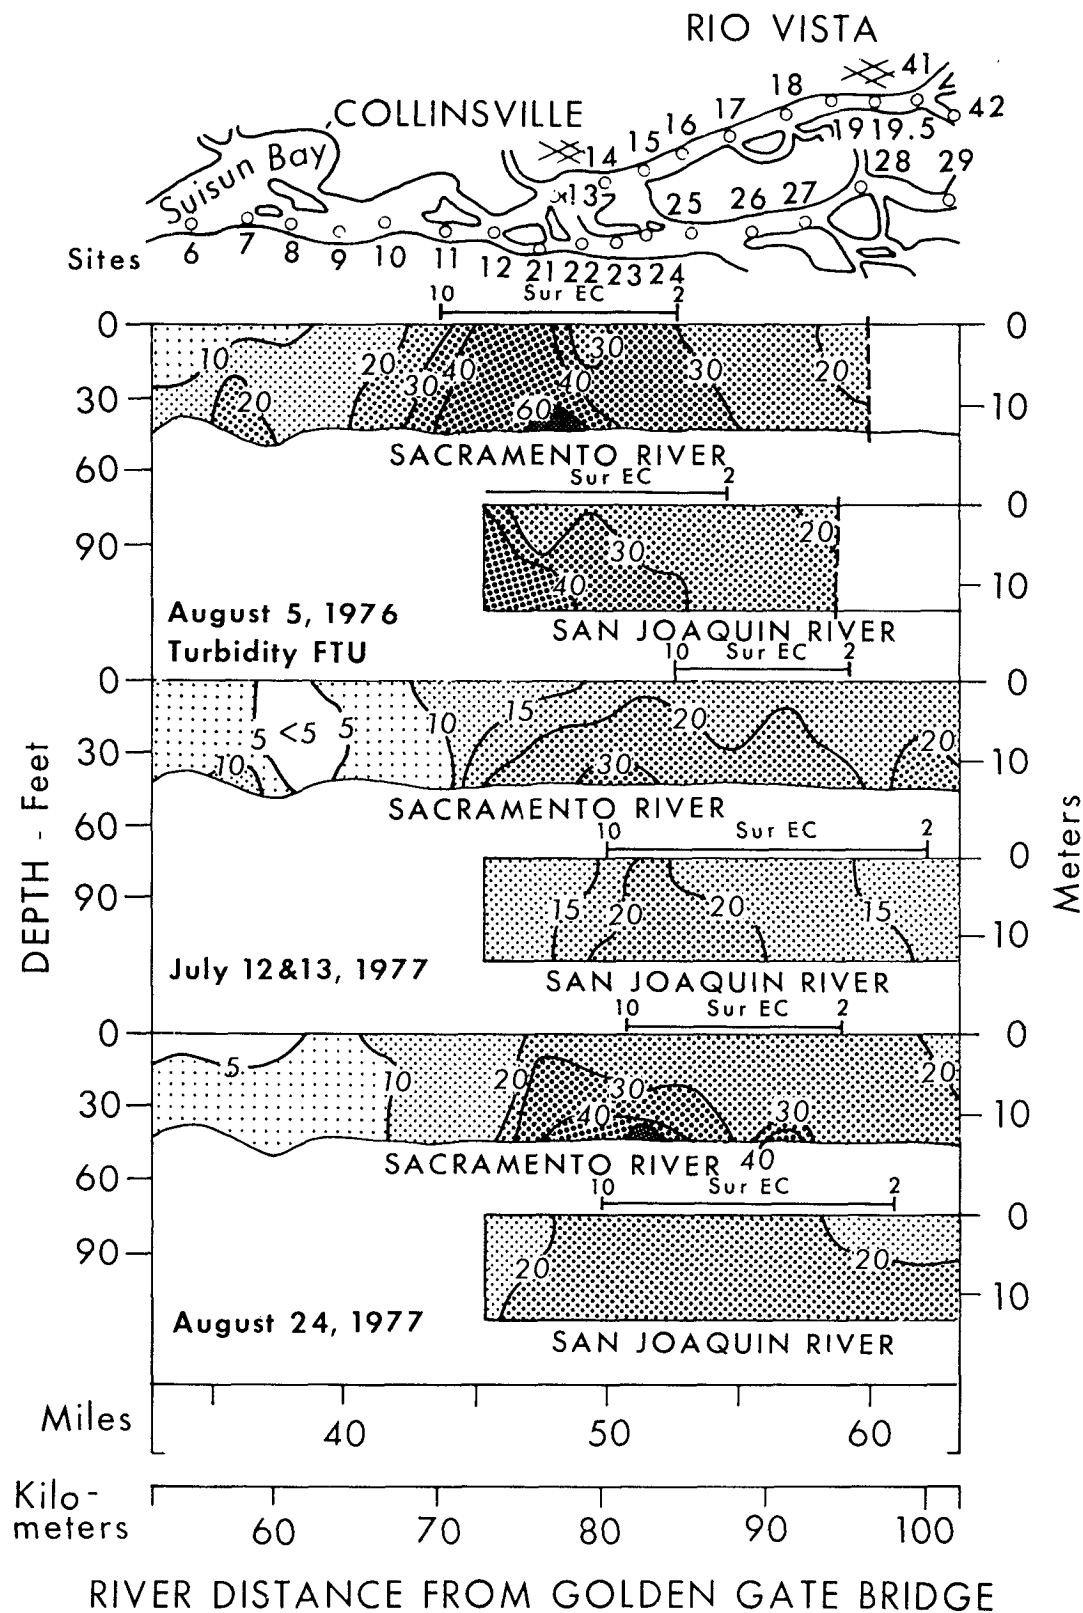 RIO VISTA
COLLINSVILLE
Suisun Bay
41
42
18
17
16
15
14
13
19 19.5
28 29
25 26 27
Sites 6 7 8 9 10 11 12 21 22 23 24
10 Sur EC 2
0 0
10 20 30 40 30 40 30 20
30 10
20 60
SACRAMENTO RIVER
60
Sur EC 2
0
90 30 20
40 10
August 5, 1976
SAN JOAQUIN RIVER
Turbidity FTU
10 Sur EC 2
0 0
5 <5 5 10 15 20 20
30 10
10 30
SACRAMENTO RIVER
60
10 Sur EC 2
0
90 15 20 20 15
10
July 12&13, 1977
SAN JOAQUIN RIVER
10 Sur EC 2
0 0
5 10 20 30 20
30 40 30 10
SACRAMENTO RIVER 40
60
10 Sur EC 2
0
90 20 20
10
August 24, 1977
SAN JOAQUIN RIVER
DEPTH - Feet
Meters
Miles 40 50 60
Kilo-
meters 60 70 80 90 100
RIVER DISTANCE FROM GOLDEN GATE BRIDGE